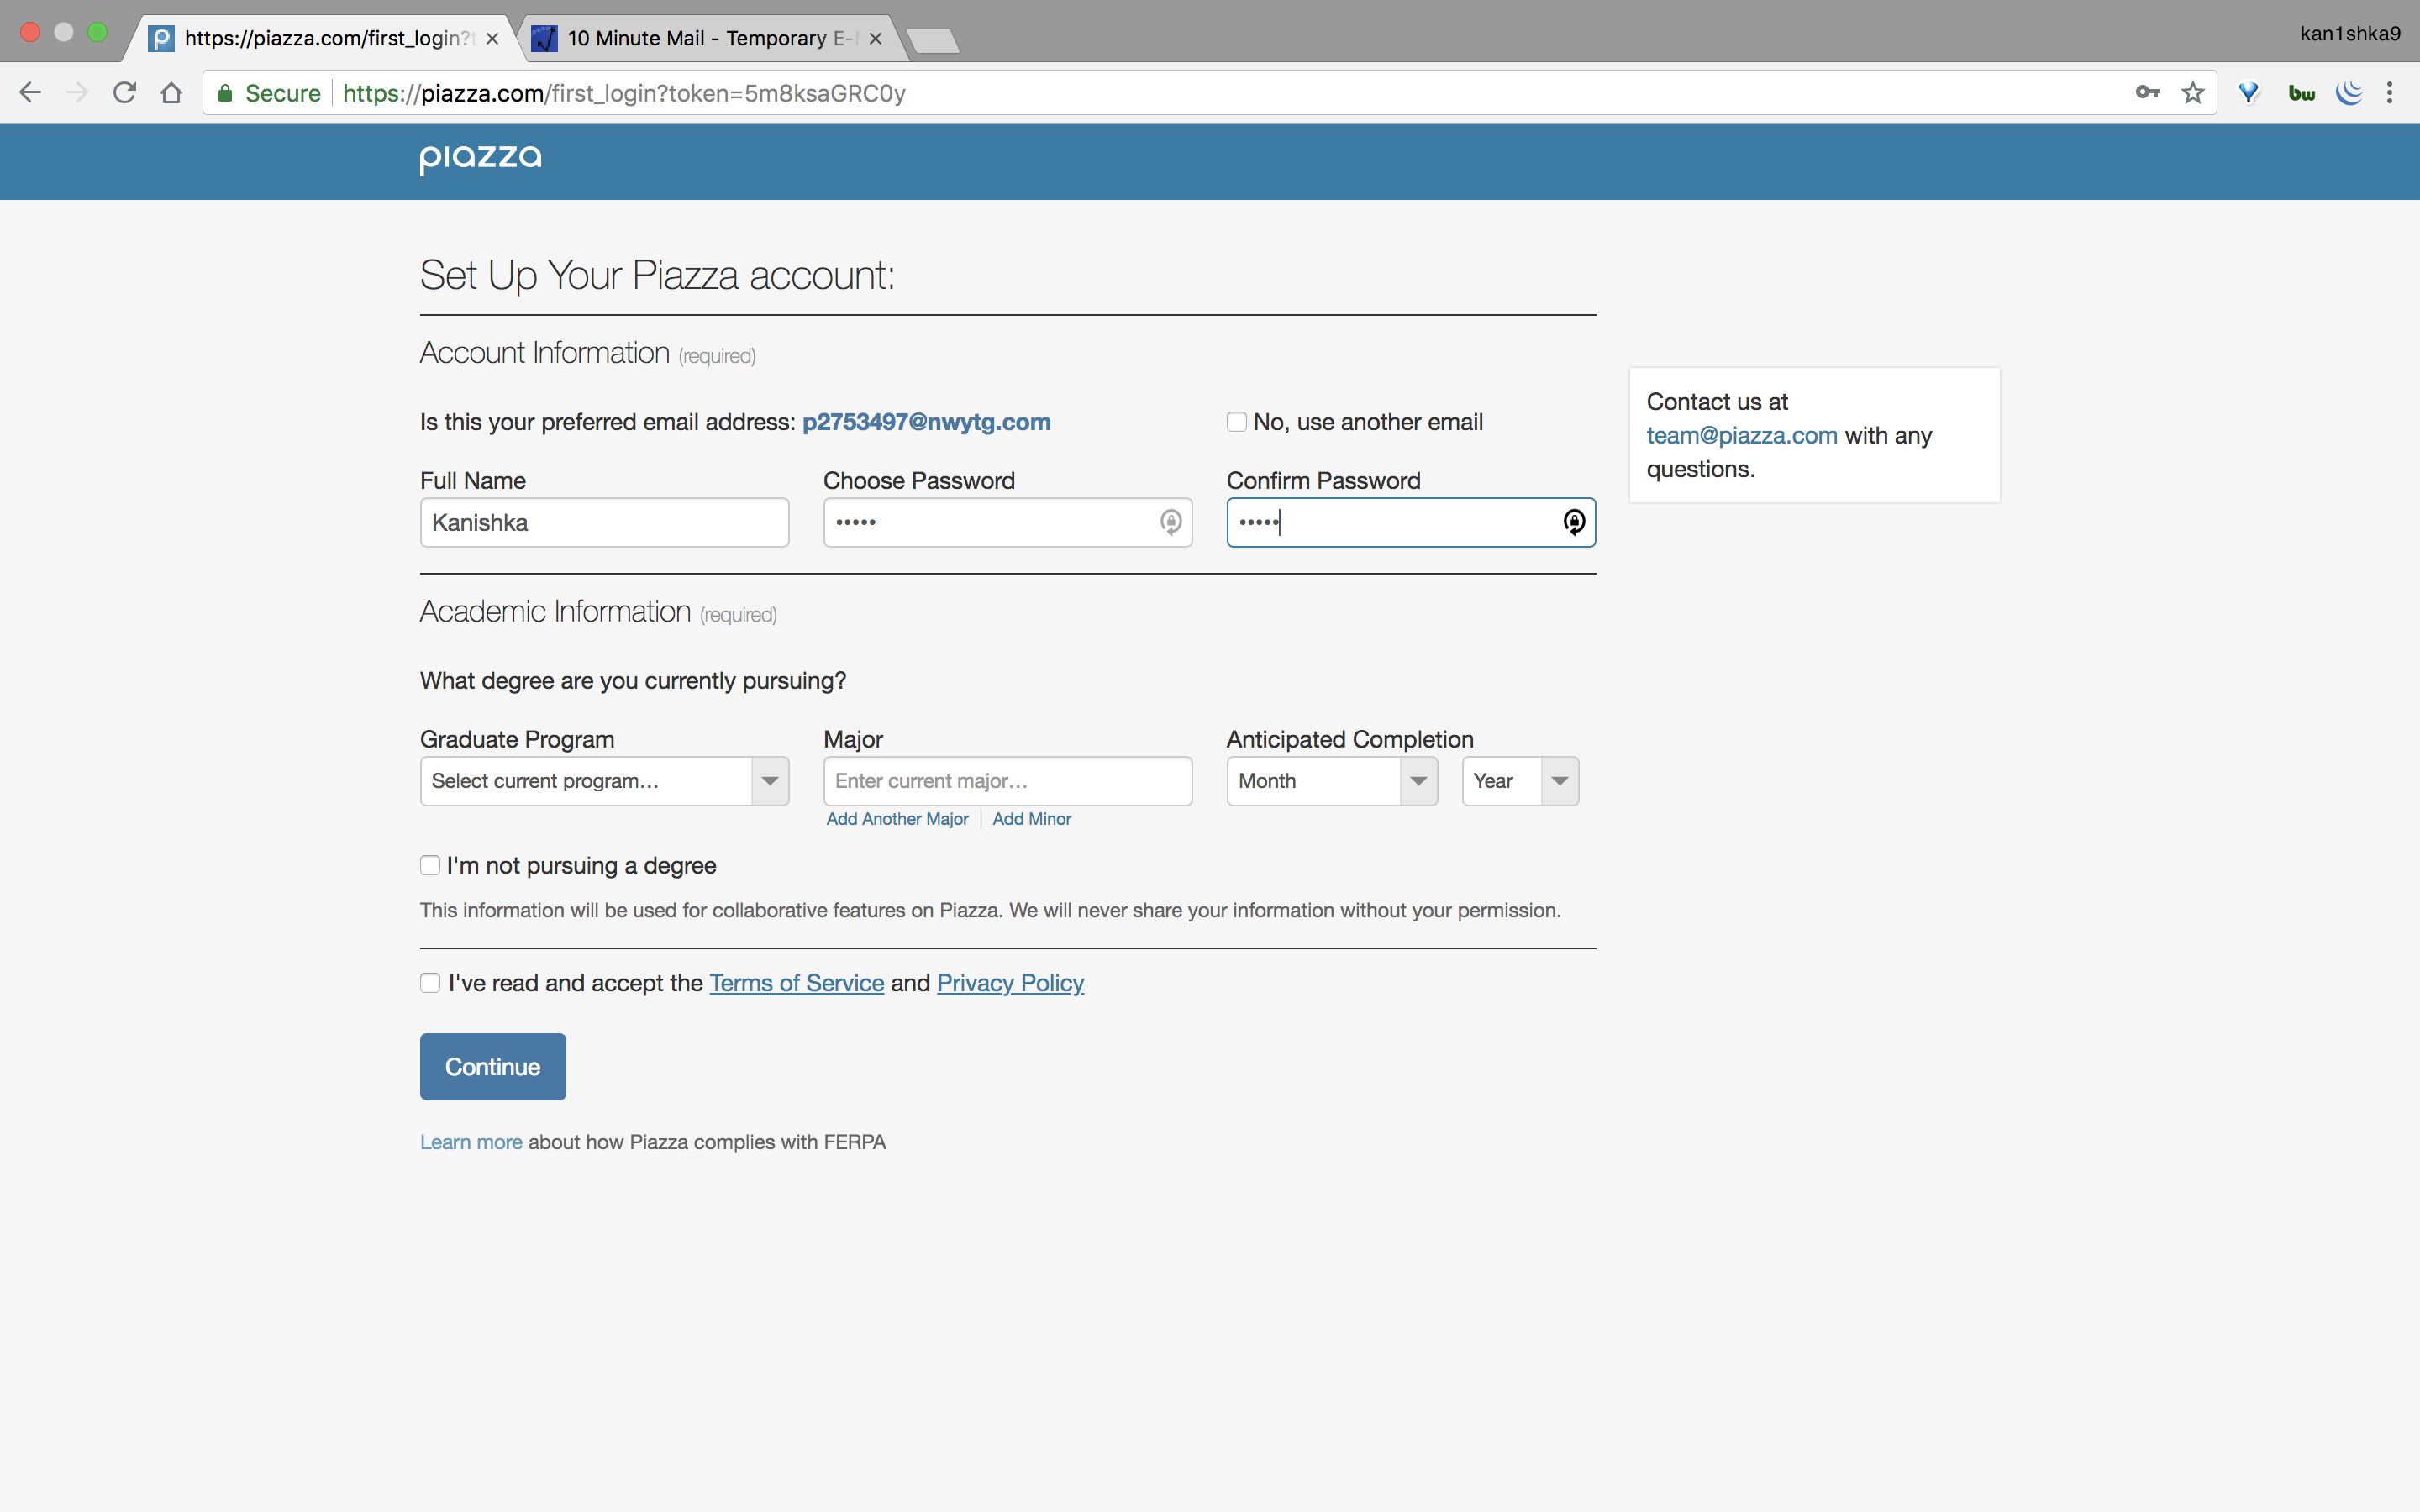 https://piazza.com/first_login?t
10 Minute Mail - Temporary E-M
kan1shka9
Secure
https://piazza.com/first_login?token=5m8ksaGRC0y
bw
piazza
Set Up Your Piazza account:
Account Information (required)
Is this your preferred email address: p2753497@nwytg.com
No, use another email
Contact us at
team@piazza.com with any
questions.
Full Name
Choose Password
Confirm Password
Kanishka
•••••
•••••
Academic Information (required)
What degree are you currently pursuing?
Graduate Program
Major
Anticipated Completion
Select current program...
Enter current major...
Month
Year
Add Another Major
Add Minor
I'm not pursuing a degree
This information will be used for collaborative features on Piazza. We will never share your information without your permission.
I've read and accept the Terms of Service and Privacy Policy
Continue
Learn more about how Piazza complies with FERPA